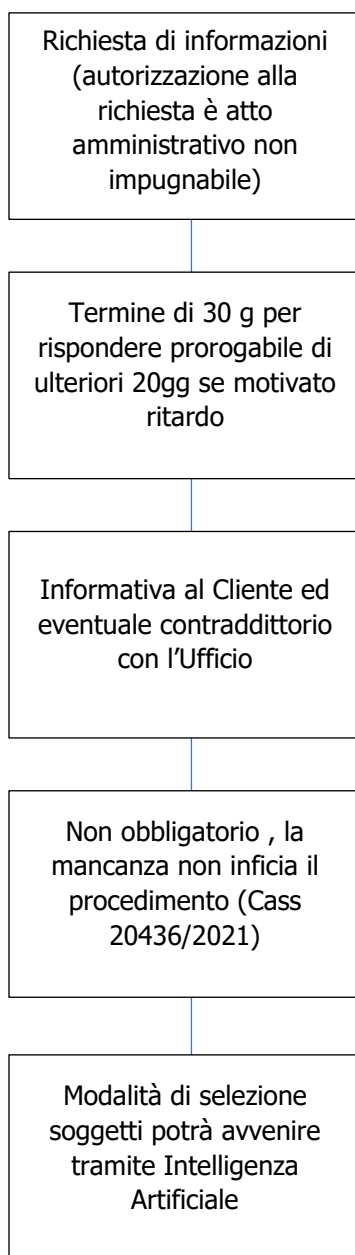 Richiesta di informazioni
(autorizzazione alla
richiesta è atto
amministrativo non
impugnabile)
Termine di 30 g per
rispondere prorogabile di
ulteriori 20gg se motivato
ritardo
Informativa al Cliente ed
eventuale contraddittorio
con l'Ufficio
Non obbligatorio , la
mancanza non inficia il
procedimento (Cass
20436/2021)
Modalità di selezione
soggetti potrà avvenire
tramite Intelligenza
Artificiale